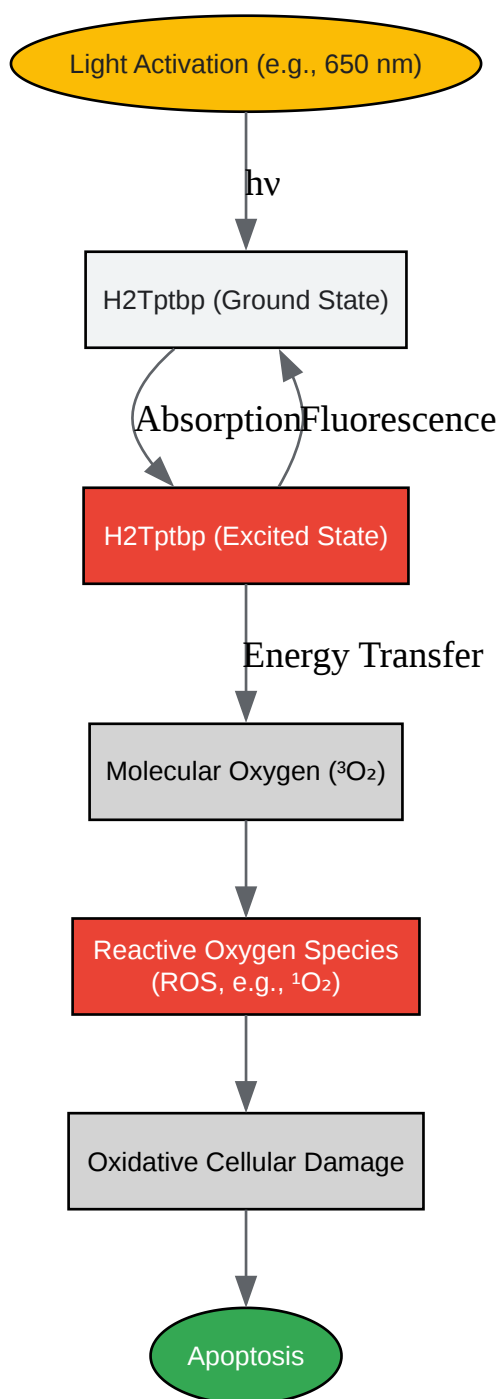 Light Activation (e.g., 650 nm)
hν
H2Tptbp (Ground State)
Absorption
Fluorescence
H2Tptbp (Excited State)
Energy Transfer
Molecular Oxygen (³O₂)
Reactive Oxygen Species
(ROS, e.g., ¹O₂)
Oxidative Cellular Damage
Apoptosis